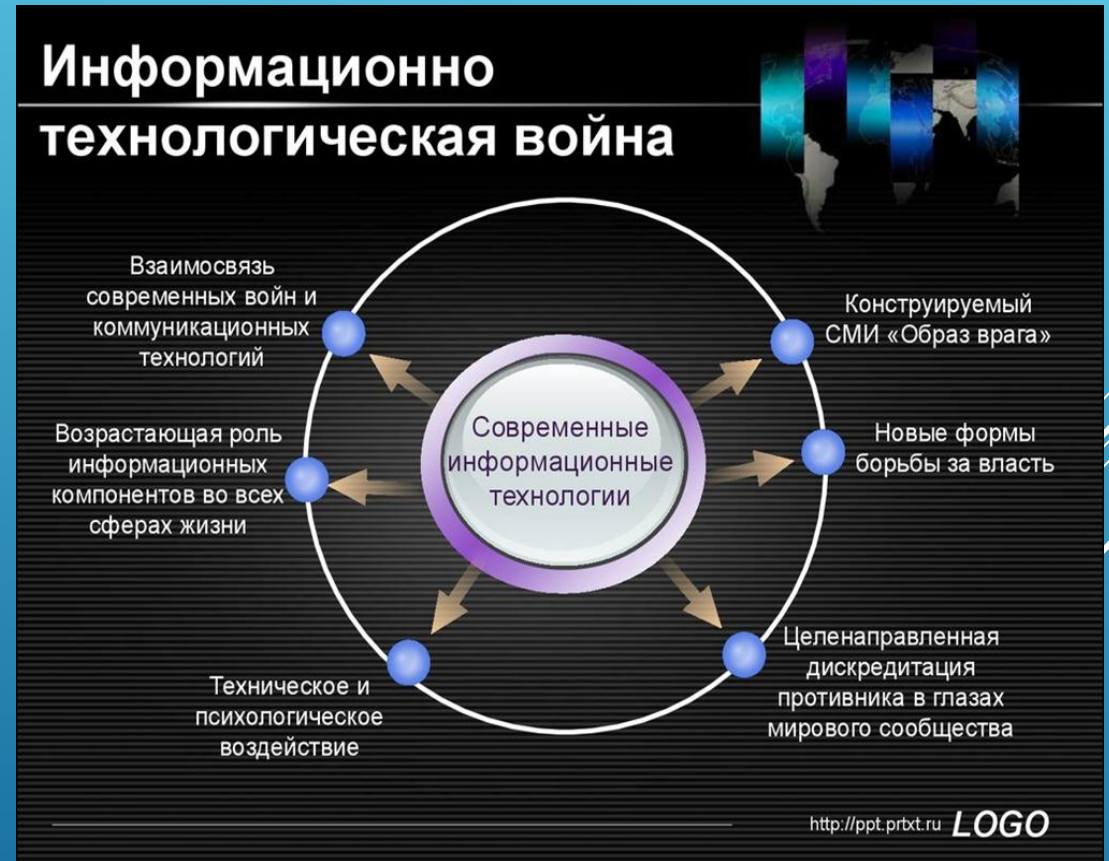 Информационно
технологическая война
Взаимосвязь
современных войн и
коммуникационных
технологий
Возрастающая роль
информационных
компонентов во всех
сферах жизни
Техническое и
психологическое
воздействие
Современные
информационные
технологии
Конструируемый
СМИ «Образ врага»
Новые формы
борьбы за власть
Целенаправленная
дискредитация
противника в глазах
мирового сообщества
http://ppt.prtxt.ru LOGO